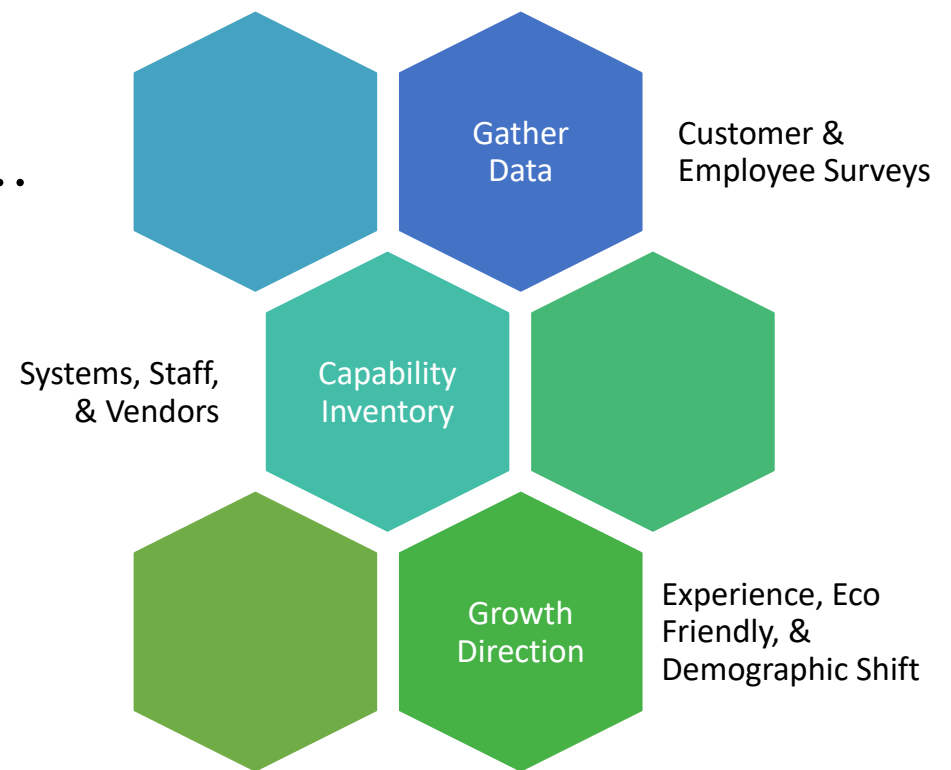 ..
Gather
Data
Customer &
Employee Surveys
Systems, Staff,
& Vendors
Capability
Inventory
Growth
Direction
Experience, Eco
Friendly, &
Demographic Shift